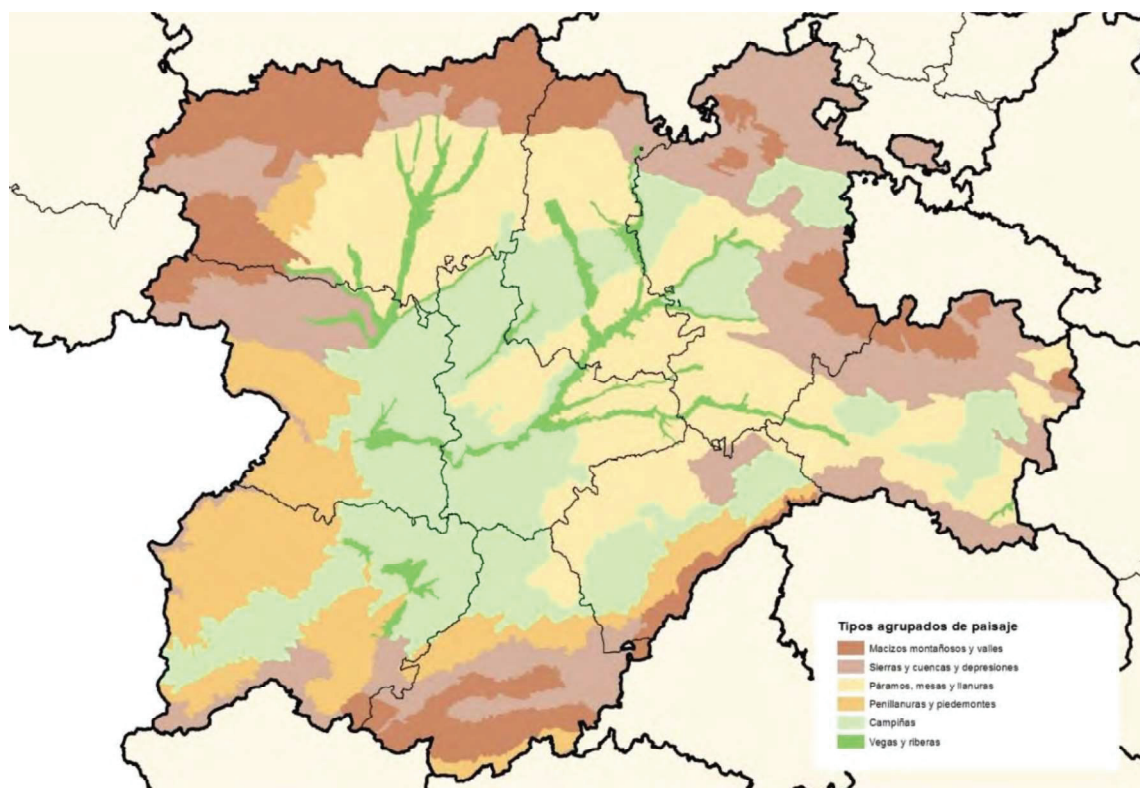 Tipos agrupados de paisaje
Macizos montañosos y valles
Sierras y cuencas y depresiones
Páramos, mesas y llanuras
Penillanuras y piedemontes
Campiñas
Vegas y riberas